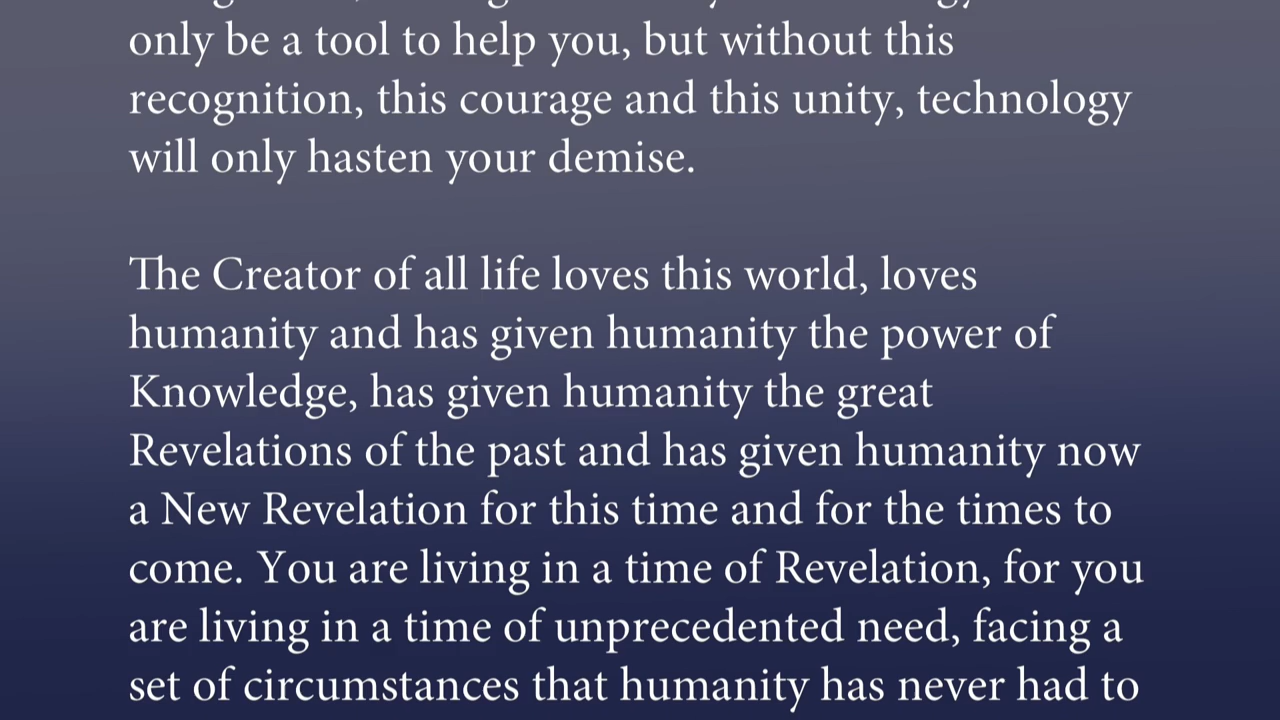 only be a tool to help you, but without this
recognition, this courage and this unity, technology
will only hasten your demise.
The Creator of all life loves this world, loves
humanity and has given humanity the power of
Knowledge, has given humanity the great
Revelations of the past and has given humanity now
a New Revelation for this time and for the times to
come. You are living in a time of Revelation, for you
are living in a time of unprecedented need, facing a
set of circumstances that humanity has never had to